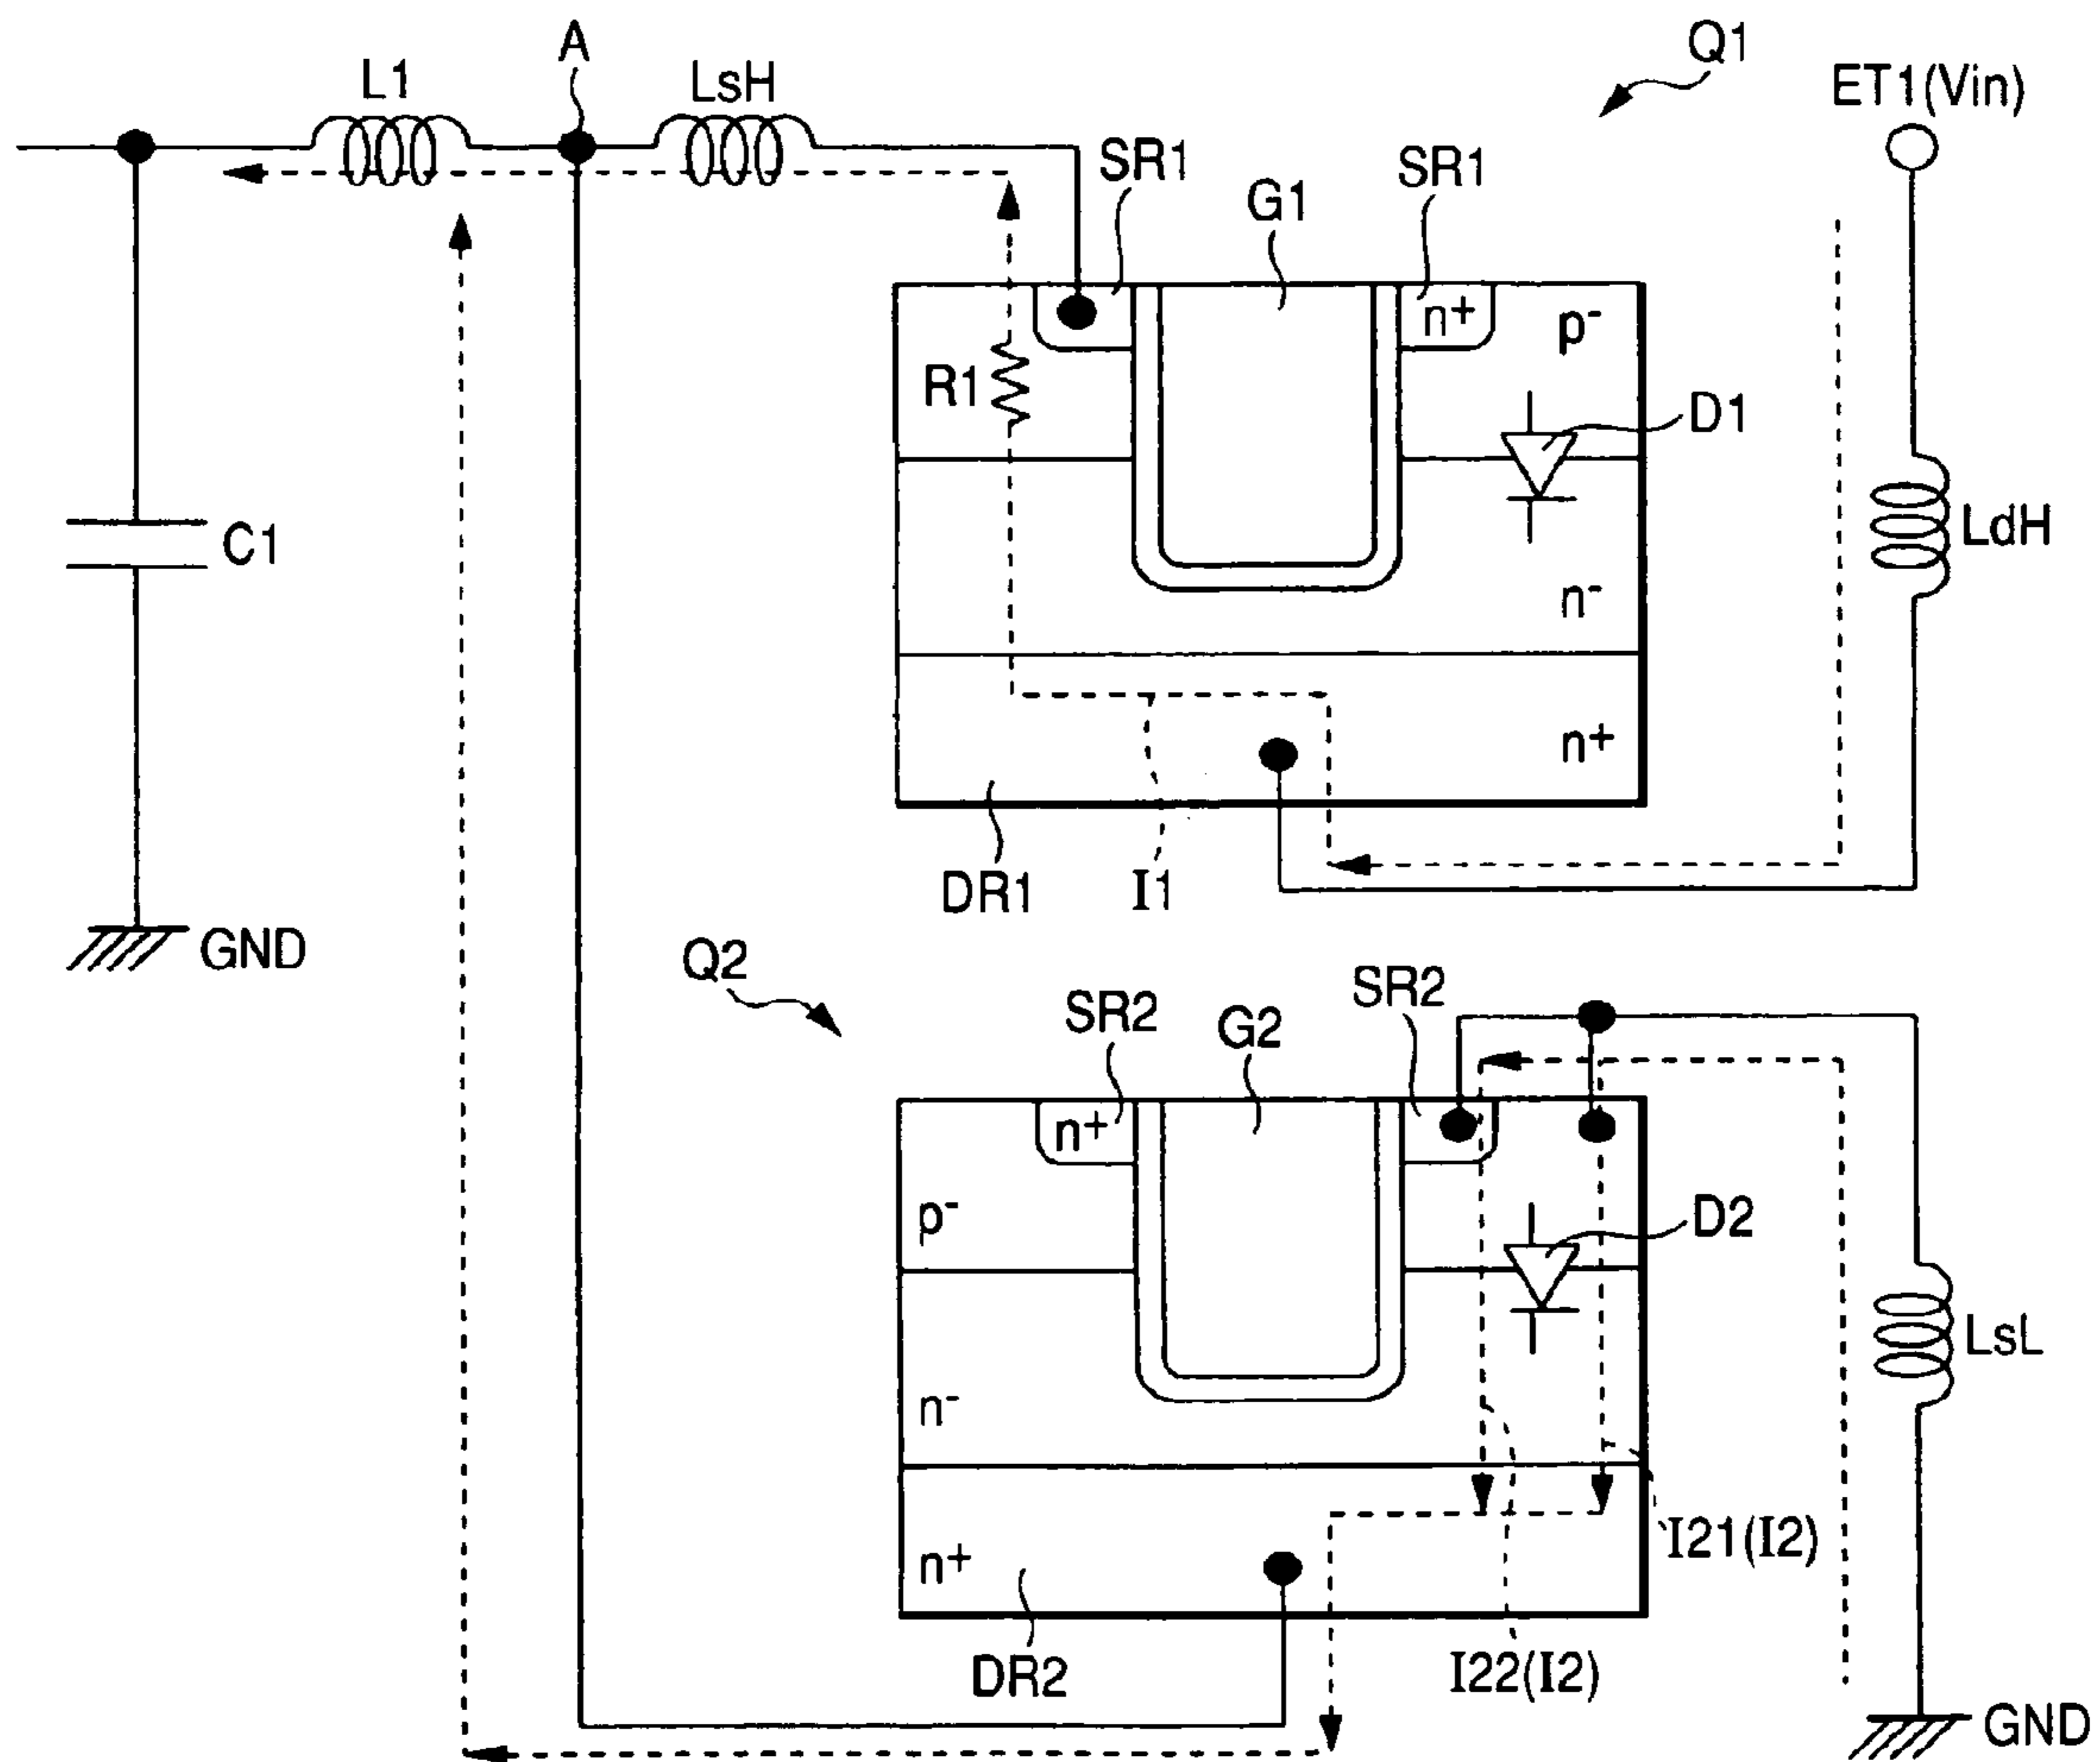 A
Q1
L1
LsH
ET1(Vin)
SR1
SR1
G1
n+
p-
R1
D1
C1
LdH
n-
n+
DR1
I1
GND
Q2
SR2
SR2
G2
n+
p-
D2
LsL
n-
I21(I2)
n+
DR2
I22(I2)
GND